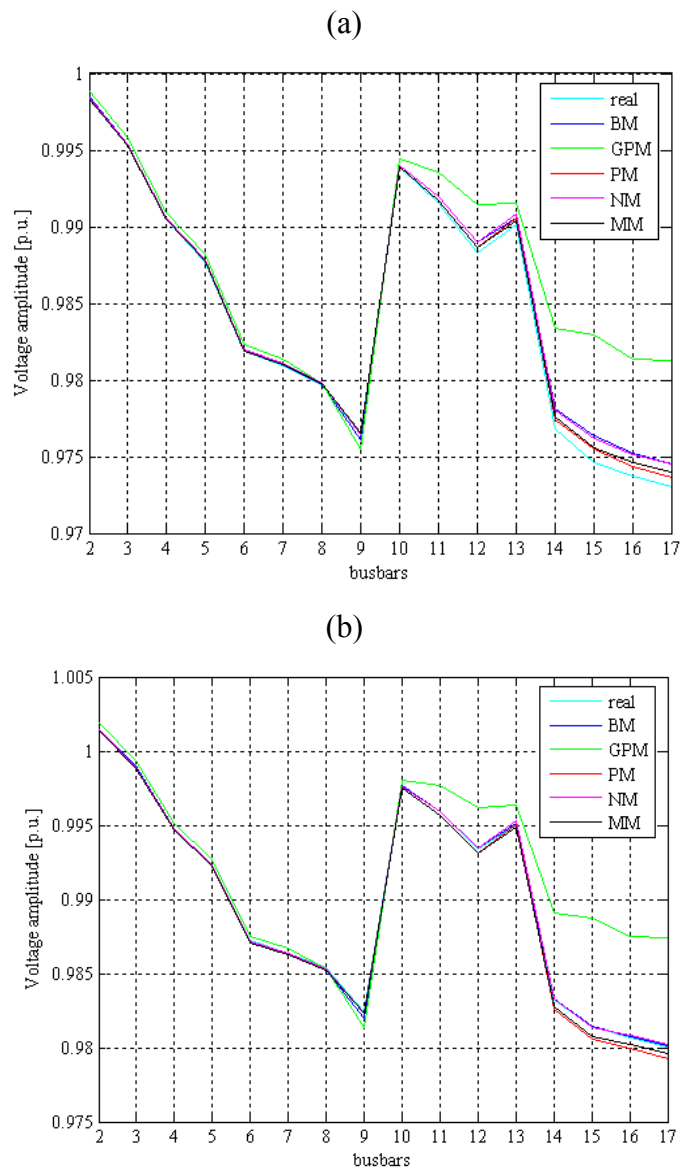 (a)
1
0.995
0.99
0.985
0.98
0.975
0.97
Voltage amplitude [p.u.]
real
BM
GPM
PM
NM
MM
2 3 4 5 6 7 8 9 10 11 12 13 14 15 16 17
busbars
(b)
1.005
1
0.995
0.99
0.985
0.98
0.975
Voltage amplitude [p.u.]
real
BM
GPM
PM
NM
MM
2 3 4 5 6 7 8 9 10 11 12 13 14 15 16 17
busbars